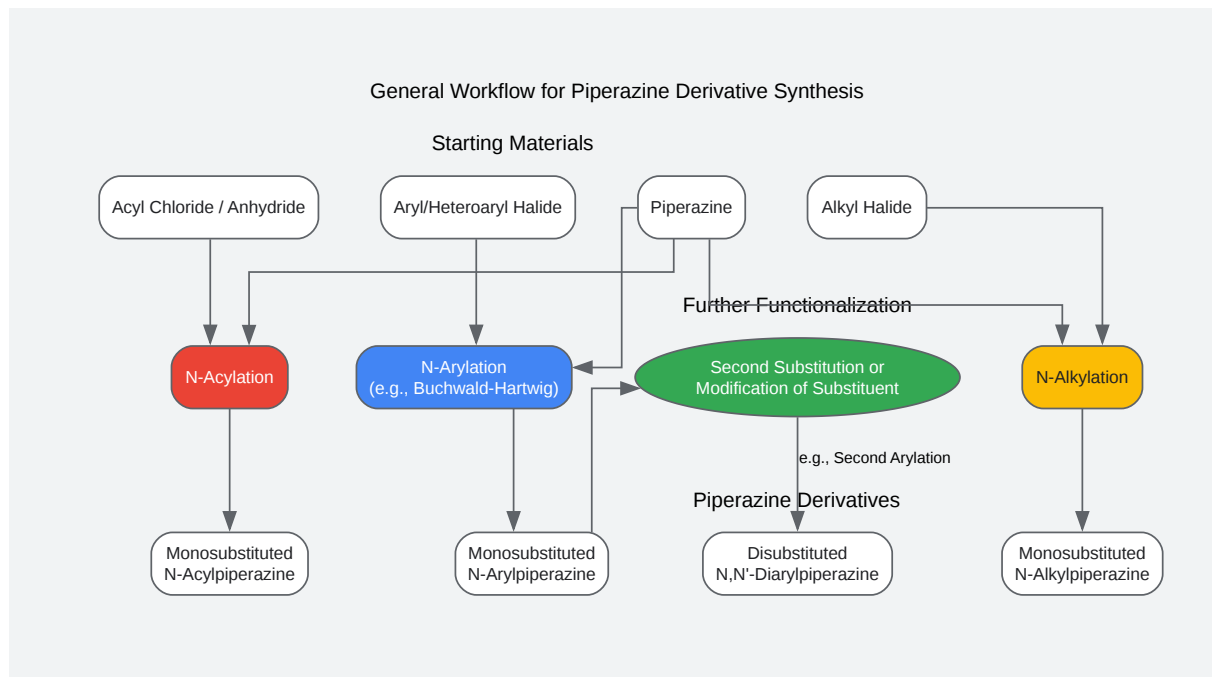 General Workflow for Piperazine Derivative Synthesis
Starting Materials
Acyl Chloride / Anhydride
Aryl/Heteroaryl Halide
Piperazine
Alkyl Halide
Further Functionalization
N-Acylation
N-Arylation
(e.g., Buchwald-Hartwig)
Second Substitution or
Modification of Substituent
N-Alkylation
e.g., Second Arylation
Piperazine Derivatives
Monosubstituted
N-Acylpiperazine
Monosubstituted
N-Arylpiperazine
Disubstituted
N,N'-Diarylpiperazine
Monosubstituted
N-Alkylpiperazine